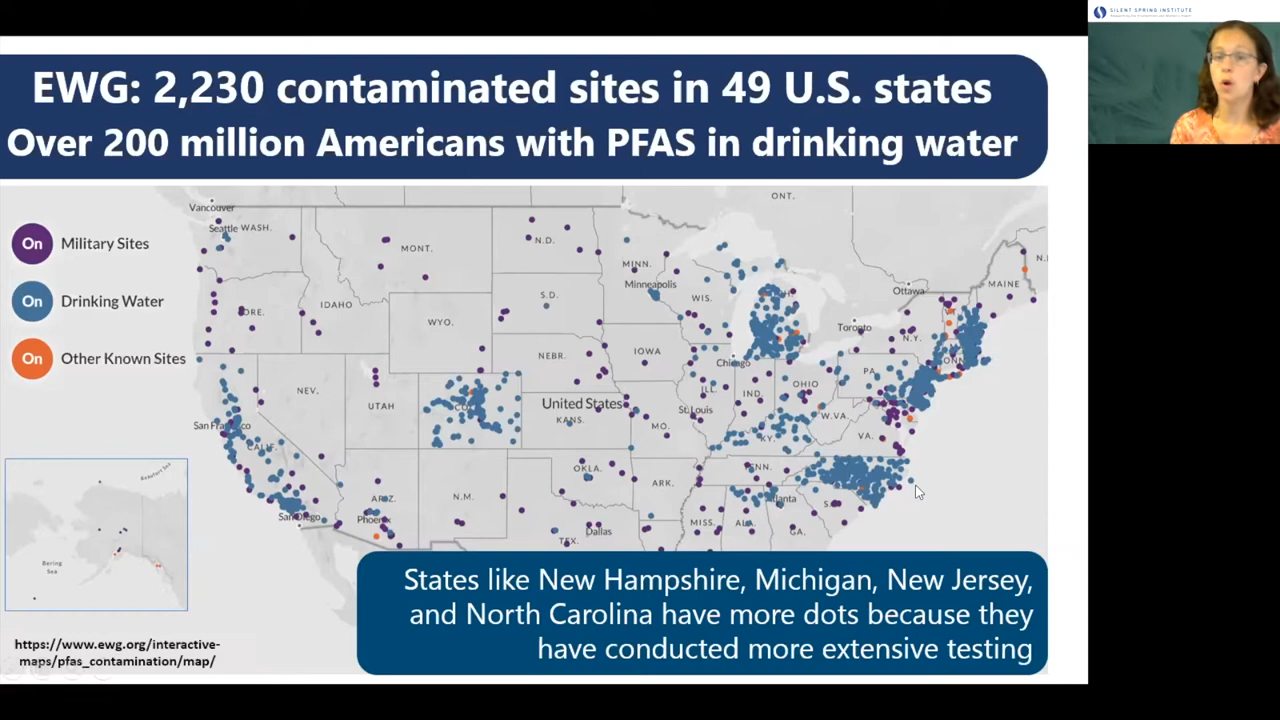 SILENT SPRING INSTITUTE
EWG: 2,230 contaminated sites in 49 U.S. states
Over 200 million Americans with PFAS in drinking water
On Military Sites
On Drinking Water
On Other Known Sites
Vancouver
Seattle WASH.
MONT.
N.D.
MINN.
Minneapolis
ONT.
Ottawa
MAINE
ORE.
IDAHO
S.D.
WIS.
WYO.
Toronto
N.Y.
NEBR.
IOWA
Chicago
PA.
NEV.
UTAH
United States
KANS.
ILL.
IND.
OHIO
St. Louis
W.VA.
MO.
KY.
VA.
CALIF.
OKLA.
ARK.
N.M.
ARIZ.
Phoenix
San Diego
Dallas
TEX.
MISS.
ALA.
GA.
Beaufort Sea
Bering
Sea
States like New Hampshire, Michigan, New Jersey,
and North Carolina have more dots because they
have conducted more extensive testing
https://www.ewg.org/interactive-
maps/pfas_contamination/map/